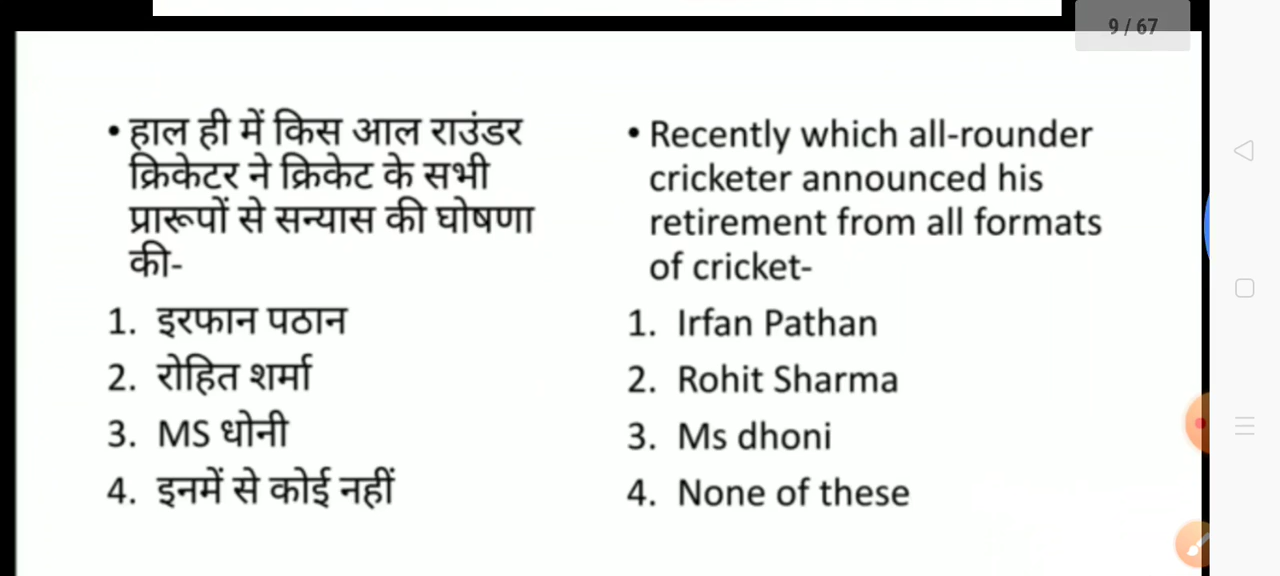 9 / 67
• हाल ही में किस आल राउंडर
क्रिकेटर ने क्रिकेट के सभी
प्रारूपों से सन्यास की घोषणा
की-
1. इरफान पठान
2. रोहित शर्मा
3. MS धोनी
4. इनमें से कोई नहीं
• Recently which all-rounder
cricketer announced his
retirement from all formats
of cricket-
1. Irfan Pathan
2. Rohit Sharma
3. Ms dhoni
4. None of these